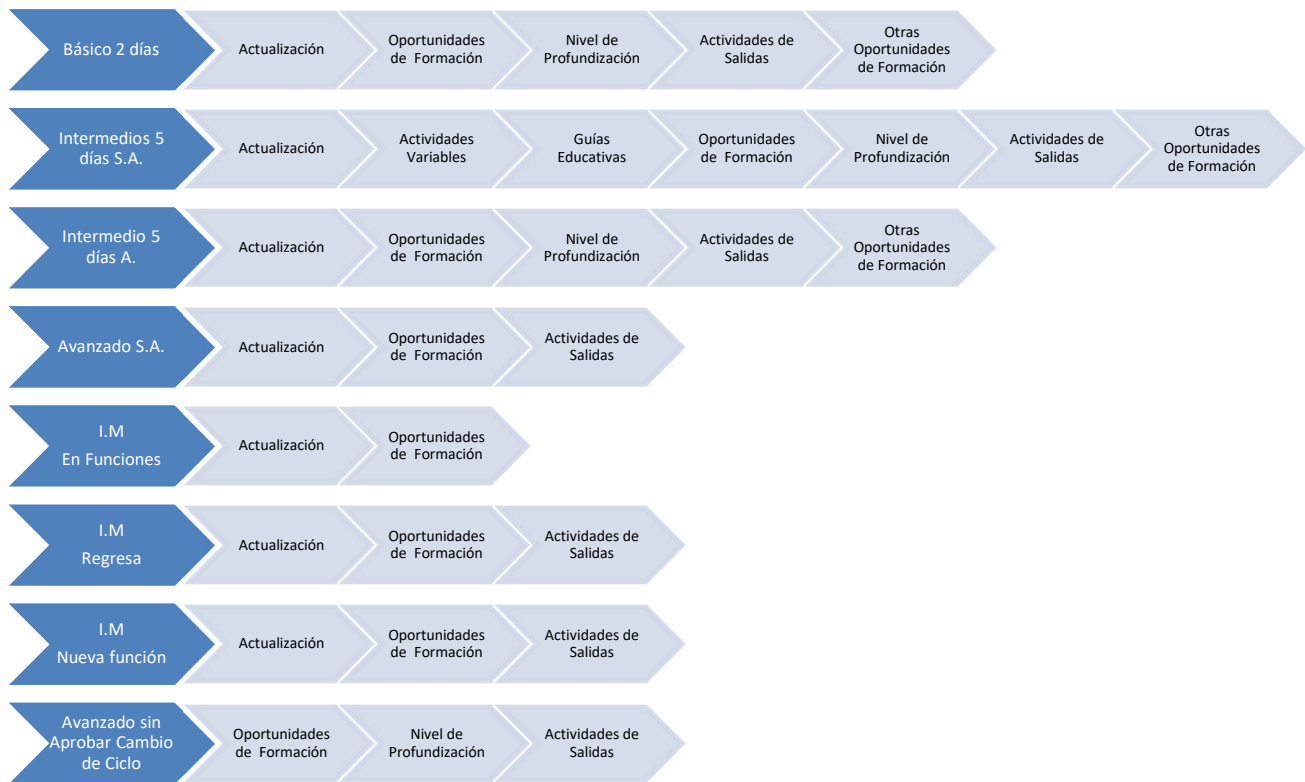 Básico 2 días
Actualización
Oportunidades
de Formación
Nivel de
Profundización
Actividades de
Salidas
Otras
Oportunidades
de Formación
Intermedios 5
días S.A.
Actualización
Actividades
Variables
Guías
Educativas
Oportunidades
de Formación
Nivel de
Profundización
Actividades de
Salidas
Otras
Oportunidades
de Formación
Intermedio 5
días A.
Actualización
Oportunidades
de Formación
Nivel de
Profundización
Actividades de
Salidas
Otras
Oportunidades
de Formación
Avanzado S.A.
Actualización
Oportunidades
de Formación
Actividades de
Salidas
I.M
En Funciones
Actualización
Oportunidades
de Formación
I.M
Regresa
Actualización
Oportunidades
de Formación
Actividades de
Salidas
I.M
Nueva función
Actualización
Oportunidades
de Formación
Actividades de
Salidas
Avanzado sin
Aprobar Cambio
de Ciclo
Oportunidades
de Formación
Nivel de
Profundización
Actividades de
Salidas